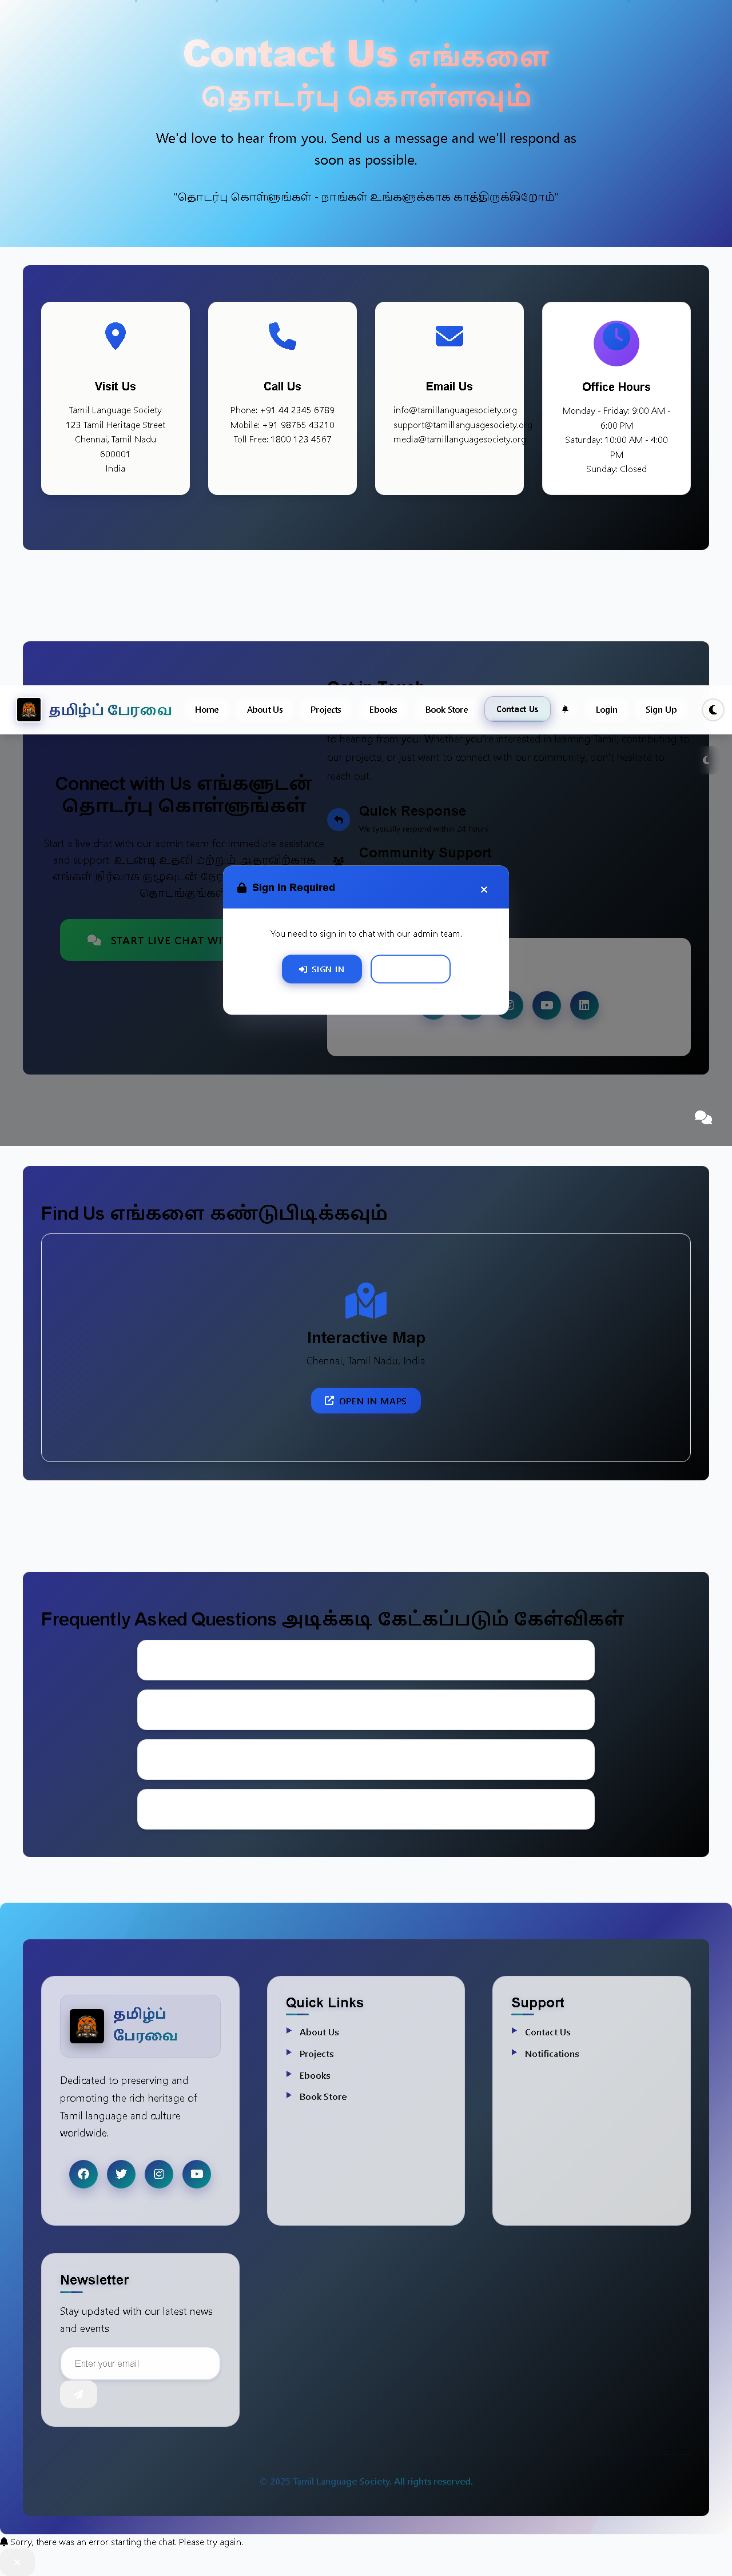 Contact Us எங்களை
தொடர்பு கொள்ளவும்
We'd love to hear from you. Send us a message and we'll respond as
soon as possible.
"தொடர்பு கொள்ளுங்கள் - நாங்கள் உங்களுக்காக காத்திருக்கிறோம்"
Visit Us
Tamil Language Society
123 Tamil Heritage Street
Chennai, Tamil Nadu
600001
India
Call Us
Phone: +91 44 2345 6789
Mobile: +91 98765 43210
Toll Free: 1800 123 4567
Email Us
info@tamillanguagesociety.org
support@tamillanguagesociety.org
media@tamillanguagesociety.org
Office Hours
Monday - Friday: 9:00 AM -
6:00 PM
Saturday: 10:00 AM - 4:00
PM
Sunday: Closed
தமிழ்ப் பேரவை
Home
About Us
Projects
Ebooks
Book Store
Contact Us
Login
Sign Up
to hearing from you! Whether you're interested in learning Tamil, contributing to
our projects, or just want to connect with our community, don't hesitate to
reach out.
Connect with Us எங்களுடன்
தொடர்பு கொள்ளுங்கள்
Start a live chat with our admin team for immediate assistance
and support. உடனடி உதவி மற்றும் ஆதரவிற்காக
எங்கள் நிர்வாக குழுவுடன்
தொடங்குங்கள்
START LIVE CHAT
Quick Response
We typically respond within 24 hours
Community Support
Sign In Required
×
You need to sign in to chat with our admin team.
SIGN IN
Find Us எங்களை கண்டுபிடிக்கவும்
Interactive Map
Chennai, Tamil Nadu, India
OPEN IN MAPS
Frequently Asked Questions அடிக்கடி கேட்கப்படும் கேள்விகள்
தமிழ்ப்
பேரவை
Dedicated to preserving and
promoting the rich heritage of
Tamil language and culture
worldwide.
Quick Links
About Us
Projects
Ebooks
Book Store
Support
Contact Us
Notifications
Newsletter
Stay updated with our latest news
and events
Enter your email
© 2025 Tamil Language Society. All rights reserved.
Sorry, there was an error starting the chat. Please try again.